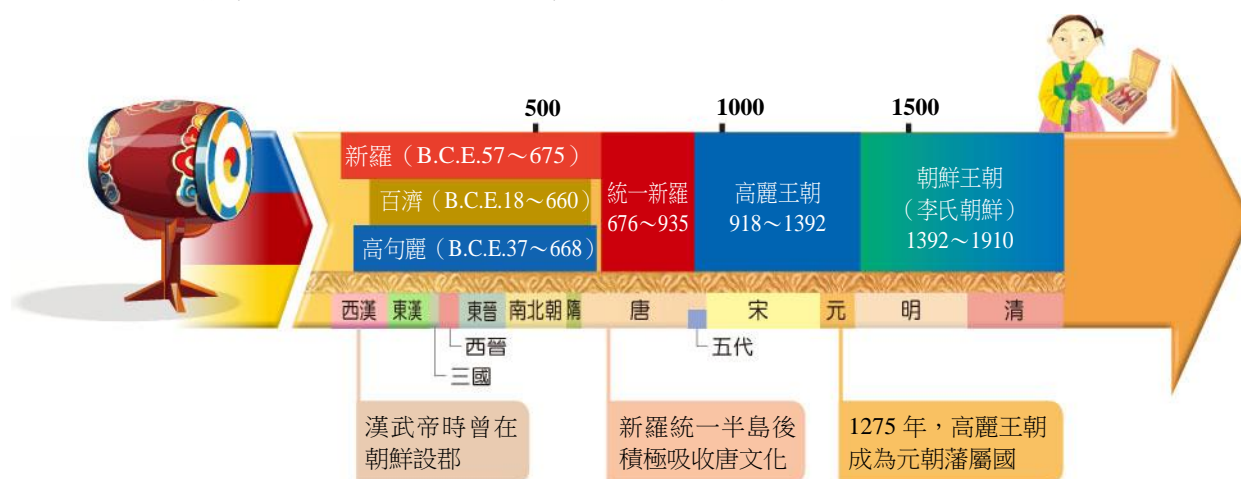 500
1000
1500
新羅（B.C.E.57～675）
百濟（B.C.E.18～660）
高句麗（B.C.E.37～668）
統一新羅
676～935
高麗王朝
918～1392
朝鮮王朝
（李氏朝鮮）
1392～1910
西漢
東漢
東晉
南北朝
隋
唐
宋
元
明
清
西晉
三國
五代
漢武帝時曾在
朝鮮設郡
新羅統一半島後
積極吸收唐文化
1275 年，高麗王朝
成為元朝藩屬國